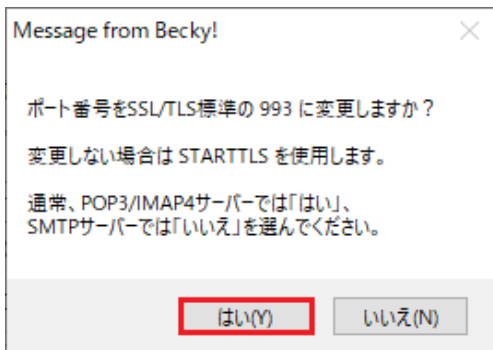 Message from Becky!
ポート番号をSSL/TLS標準の 993 に変更しますか？
変更しない場合は STARTTLS を使用します。
通常、POP3/IMAP4サーバーでは「はい」、
SMTPサーバーでは「いいえ」を選んでください。
はい(Y)
いいえ(N)